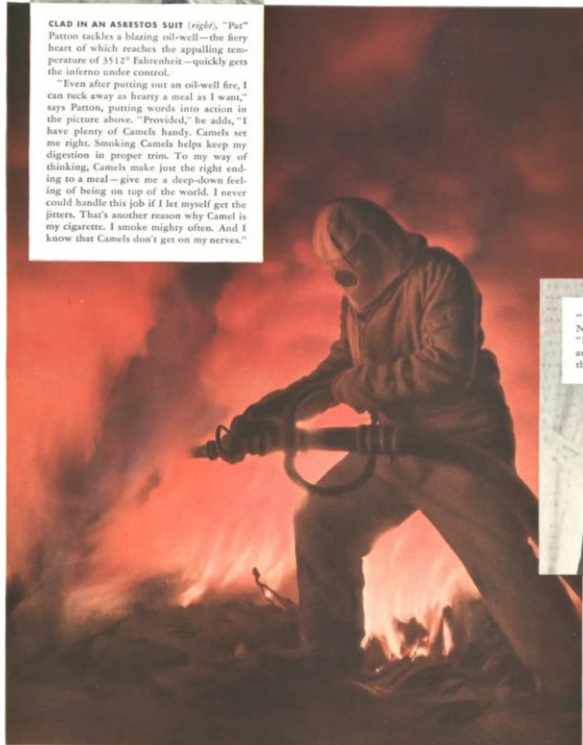 CLAD IN AN ASBESTOS SUIT (right), "Pat"
Patton tackles a blazing oil-well—the fiery
heart of which reaches the appalling tem-
perature of 3512° Fahrenheit—quickly gets
the inferno under control.
"Even after putting out an oil-well fire, I
can tuck away as hearty a meal as I want,"
says Patton, putting words into action in
the picture above. "Provided," he adds, "I
have plenty of Camels handy. Camels set
me right. Smoking Camels helps keep my
digestion in proper trim. To my way of
thinking, Camels make just the right end-
ing to a meal—give me a deep-down feel-
ing of being on top of the world. I never
could handle this job if I let myself get the
jitters. That's another reason why Camel is
my cigarette. I smoke mighty often. And I
know that Camels don't get on my nerves."